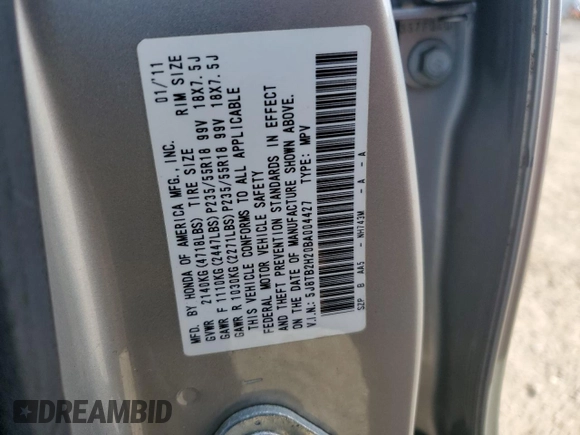 MFD. BY HONDA OF AMERICA MFG., INC. 01/'11
GVWR 2140KG(4718LBS) TIRE SIZE RIM SIZE
GAWR F 1110KG(2447LBS)P235/55R18 99V 18X7.5J
GAWR R 1030KG(2271LBS)P235/55R18 99V 18X7.5J
THIS VEHICLE CONFORMS TO ALL APPLICABLE
FEDERAL MOTOR VEHICLE SAFETY
AND THEFT PREVENTION STANDARDS IN EFFECT
ON THE DATE OF MANUFACTURE SHOWN ABOVE.
V.I.N.: 5J8TB2H20BA004427 TYPE: MPV
SZP B AA5 - NH743M - A - A
DREAMBID